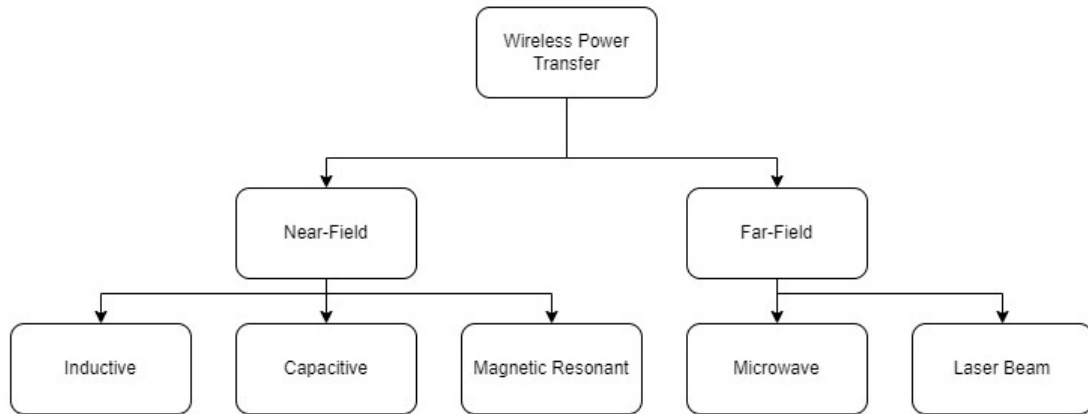 Wireless Power
Transfer
Near-Field
Far-Field
Inductive
Capacitive
Magnetic Resonant
Microwave
Laser Beam